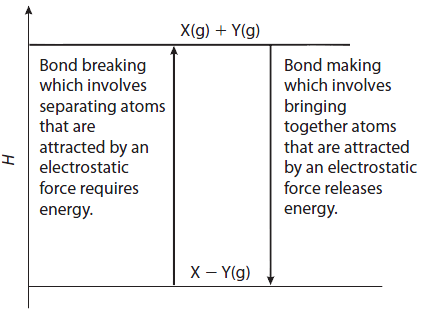 X(g) + Y(g)
Bond breaking
which involves
separating atoms
that are
attracted by an
electrostatic
force requires
energy.
Bond making
which involves
bringing
together atoms
that are attracted
by an electrostatic
force releases
energy.
H
X – Y(g)